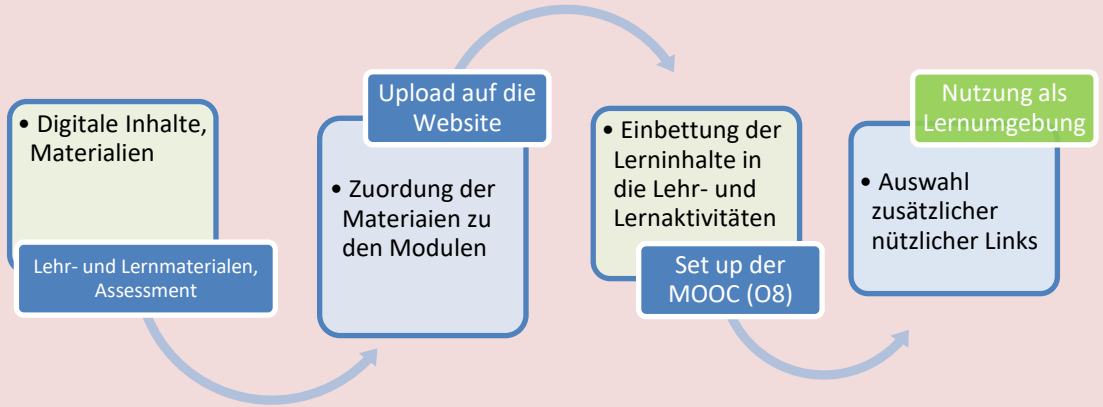 • Digitale Inhalte,
Materialien
Lehr- und Lernmaterialen,
Assessment
Upload auf die
Website
• Zuordung der
Materiaien zu
den Modulen
• Einbettung der
Lerninhalte in
die Lehr- und
Lernaktivitäten
Set up der
MOOC (O8)
Nutzung als
Lernumgebung
• Auswahl
zusätzlicher
nützlicher Links